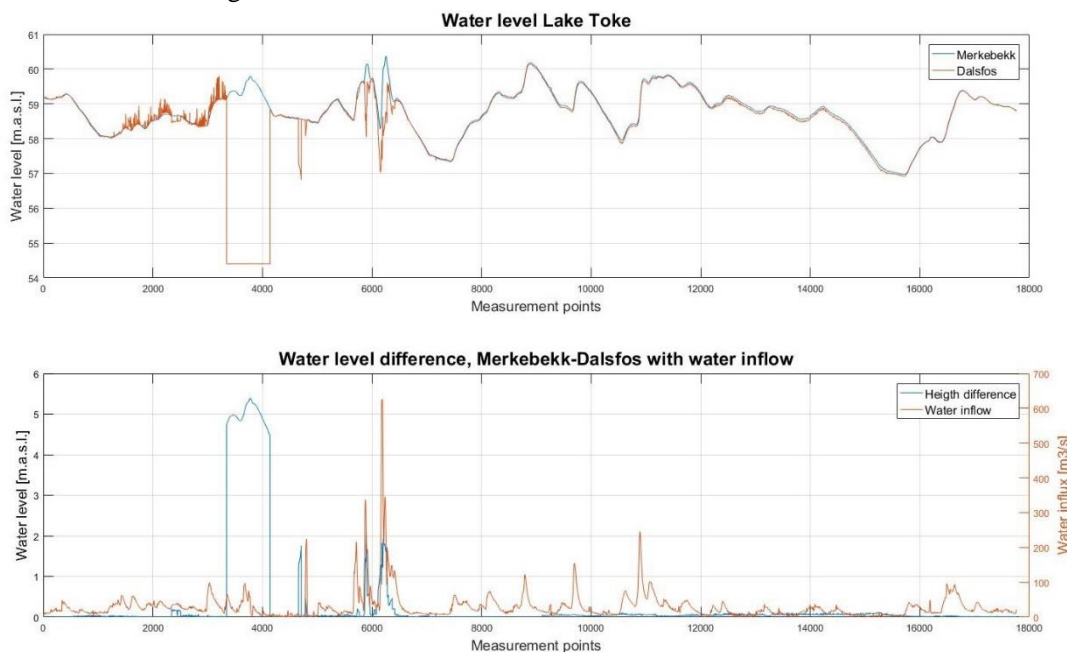 Water level Lake Toke
61
60
59
58
57
56
55
54
Water level [m.a.s.l.]
Merkebekk
Dalsfos
0 2000 4000 6000 8000 10000 12000 14000 16000 18000
Measurement points
Water level difference, Merkebekk-Dalsfos with water inflow
6
5
4
3
2
1
0
Water level [m.a.s.l.]
Heigth difference
Water inflow
700
600
500
400
300
200
100
0
Water influx [m3/s]
0 2000 4000 6000 8000 10000 12000 14000 16000 18000
Measurement points